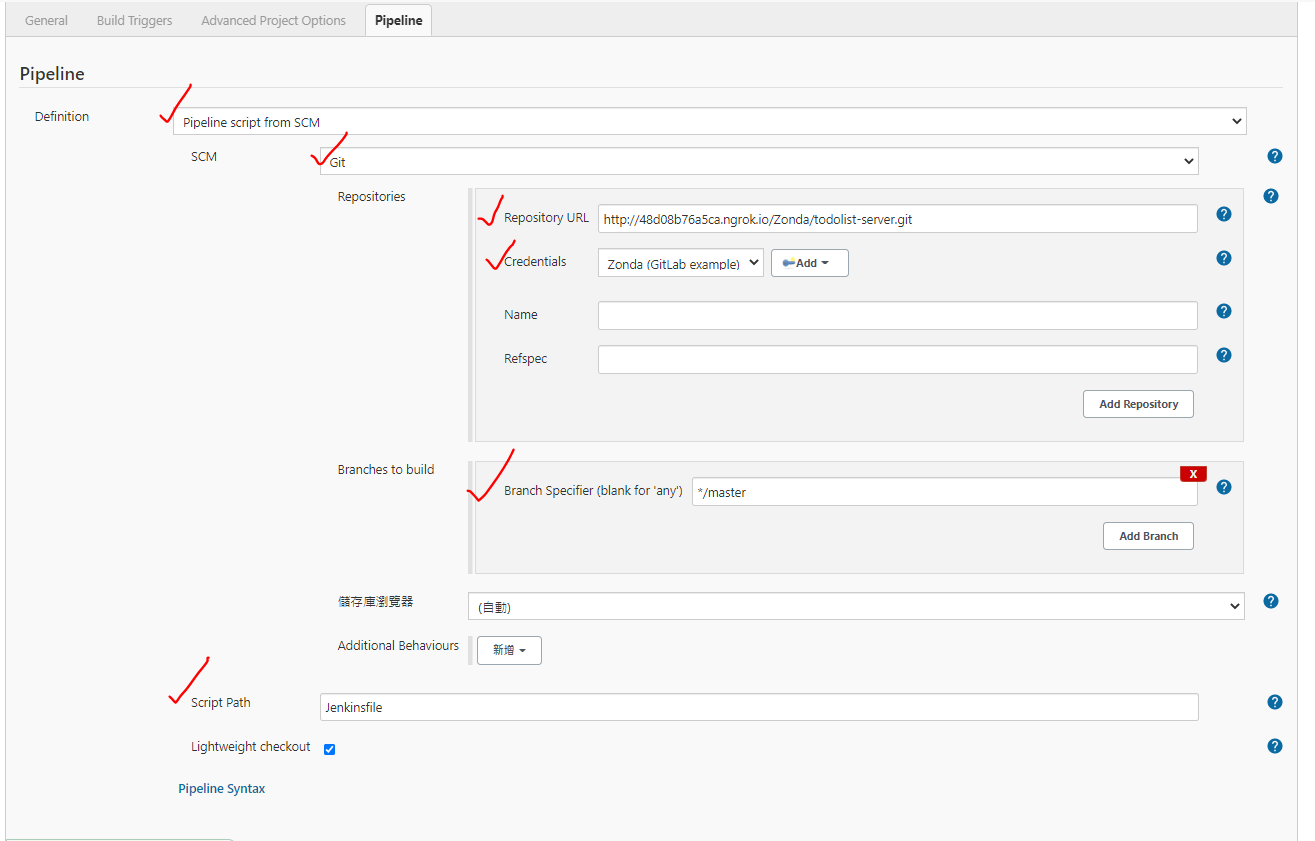 General Build Triggers Advanced Project Options Pipeline
Pipeline
Definition Pipeline script from SCM
SCM Git
Repositories
Repository URL http://48d08b76a5ca.ngrok.io/Zonda/todolist-server.git
Credentials Zonda (GitLab example) Add
Name
Refspec
Add Repository
Branches to build
X
Branch Specifier (blank for 'any') */master
Add Branch
儲存庫瀏覽器 (自動)
Additional Behaviours 新增
Script Path Jenkinsfile
Lightweight checkout
Pipeline Syntax